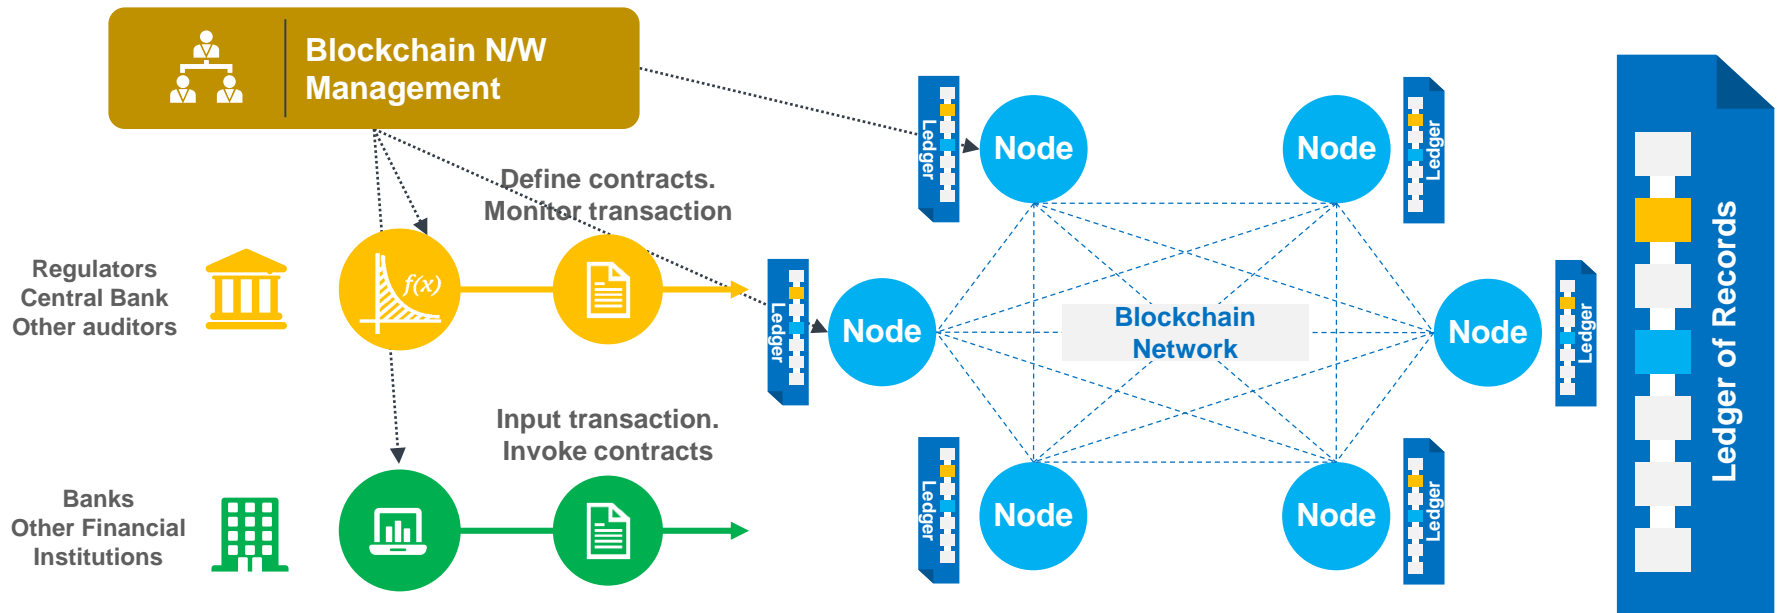 Blockchain N/W
Management
Define contracts.
Monitor transaction
Regulators
Central Bank
Other auditors
f(x)
Input transaction.
Invoke contracts
Banks
Other Financial
Institutions
Ledger
Node
Node
Ledger
Ledger
Node
Blockchain
Network
Node
Ledger
Ledger
Node
Node
Ledger
Ledger of Records